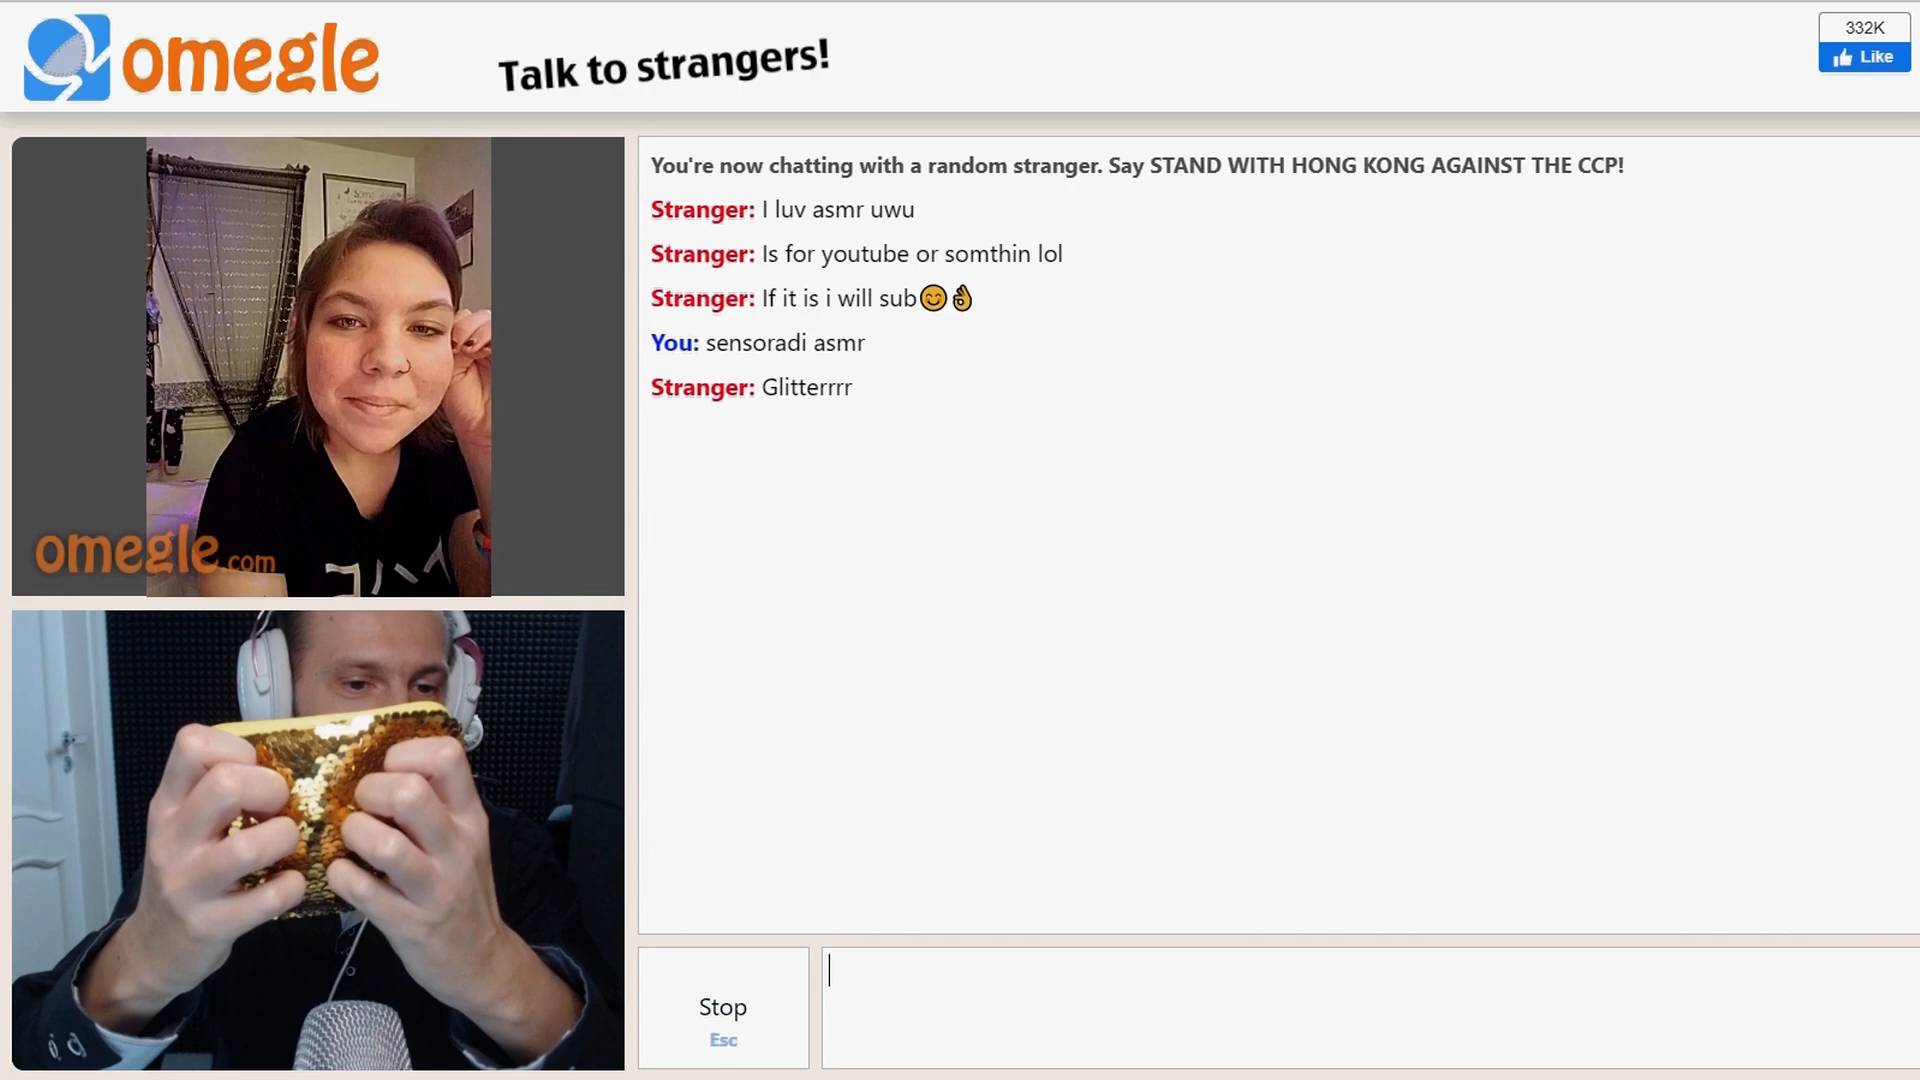 omegle
Talk to strangers!
332K
Like
You're now chatting with a random stranger. Say STAND WITH HONG KONG AGAINST THE CCP!
Stranger: I luv asmr uwu
Stranger: Is for youtube or somthin lol
Stranger: If it is i will sub😊👌
You: sensoradi asmr
Stranger: Glitterrrr
omegle.com
Stop
Esc